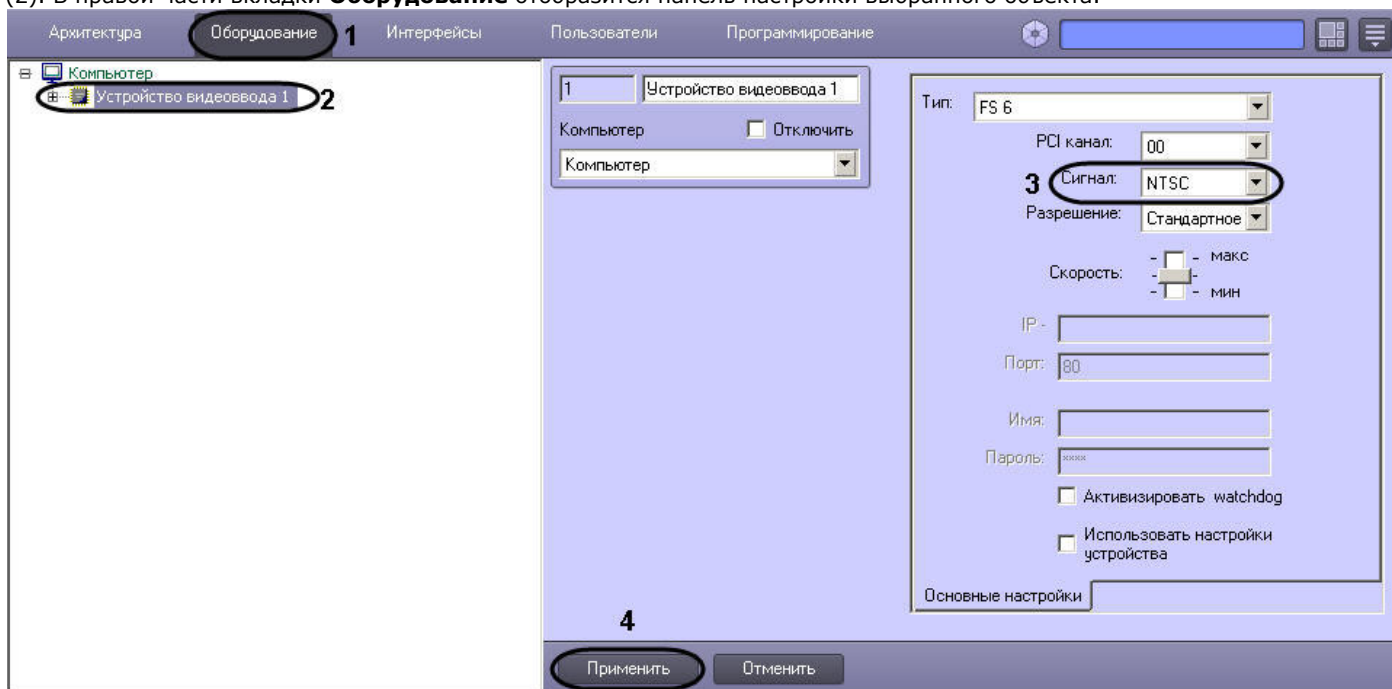 (2). В правой части вкладки Оборудование отобразится панель настройки выбранного объекта.
Архитектура Оборудование 1 Интерфейсы Пользователи Программирование
Компьютер
Устройство видеоввода 1 2
1 Устройство видеоввода 1
Компьютер Отключить
Компьютер
Тип: FS 6
PCI канал: 00
3 Сигнал: NTSC
Разрешение: Стандартное
- - макс
Скорость: - -
- - мин
IP -
Порт: 80
Имя:
Пароль: xxxx
Активизировать watchdog
Использовать настройки
устройства
Основные настройки
4
Применить Отменить